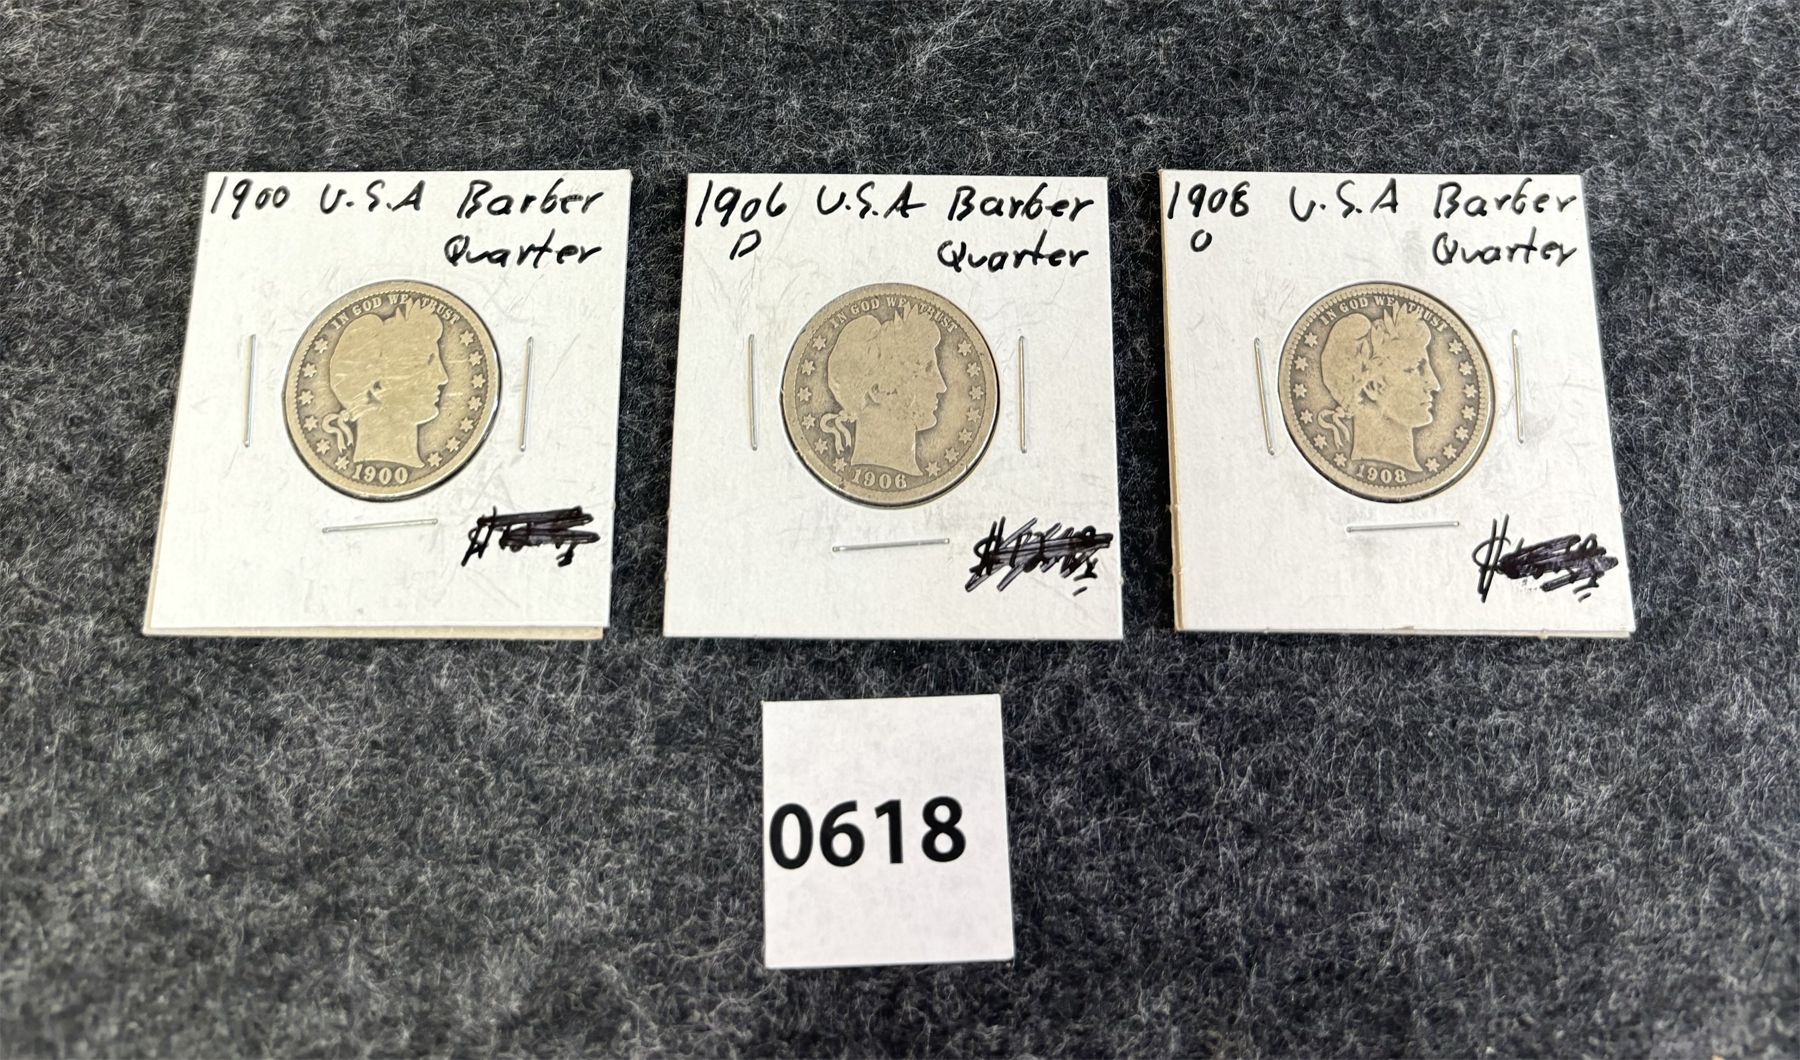 1900 U.S.A Barber
Quarter
IN GOD WE TRUST
1900
$
1906 U.S.A Barber
D Quarter
IN GOD WE TRUST
1906
$
1908 U.S.A Barber
O Quarter
IN GOD WE TRUST
1908
$
0618